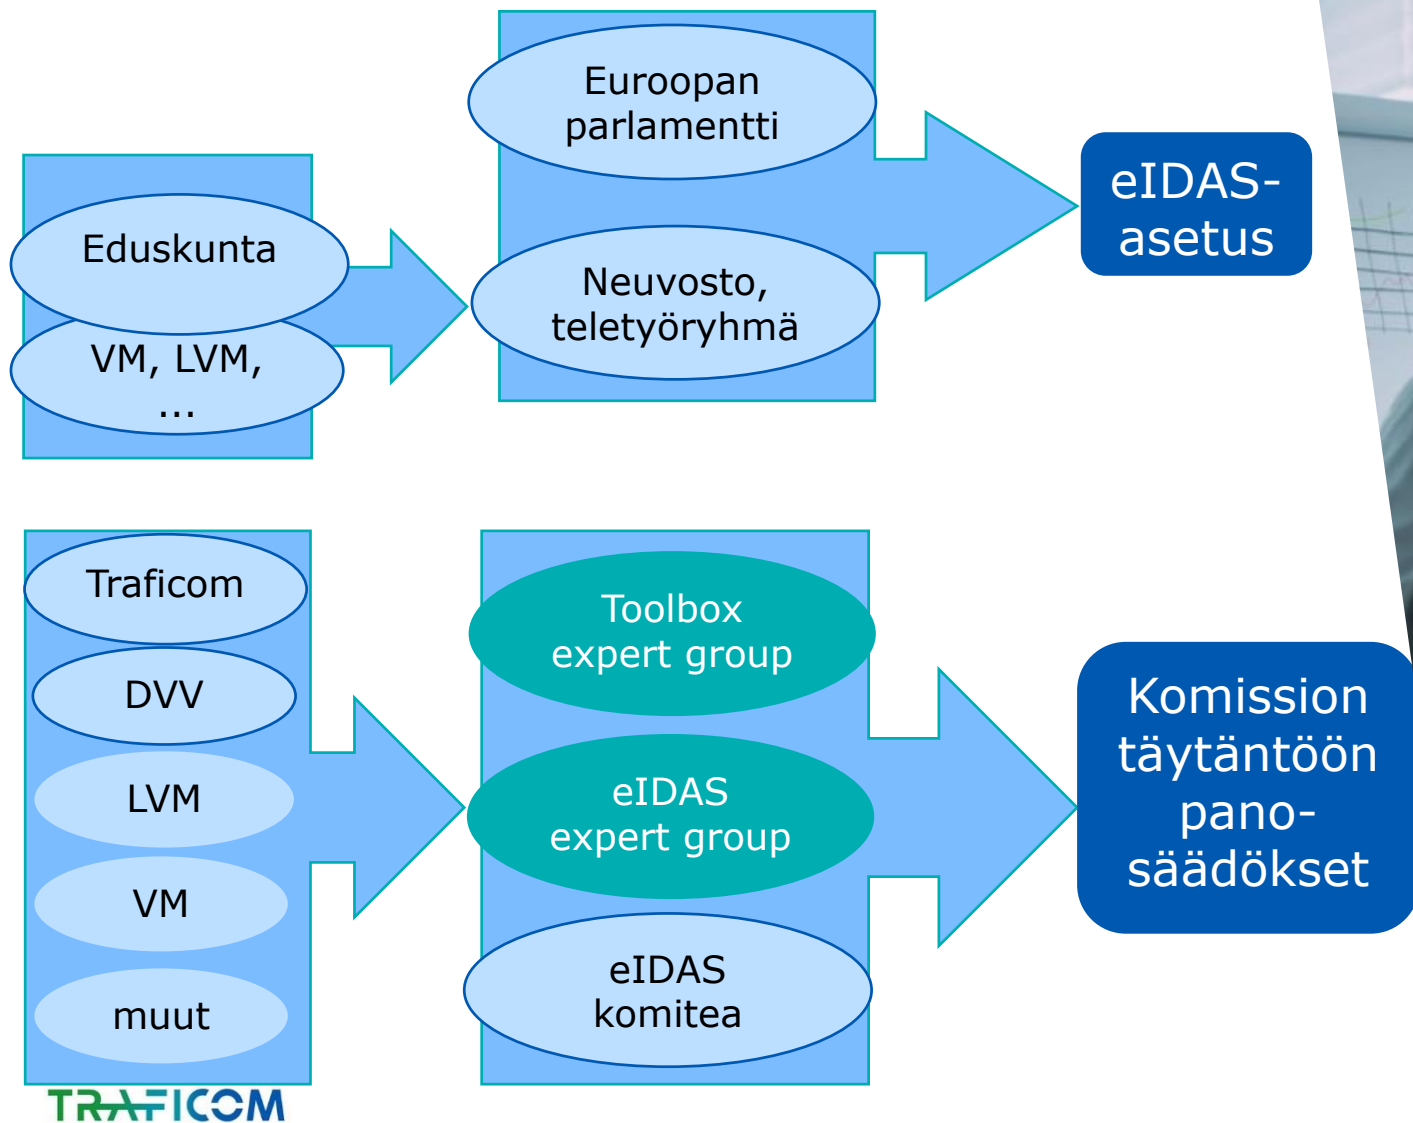 Eduskunta
VM, LVM,
...
Euroopan
parlamentti
Neuvosto,
teletyöryhmä
eIDAS-
asetus
Traficom
DVV
LVM
VM
muut
Toolbox
expert group
eIDAS
expert group
eIDAS
komitea
Komission
täytäntöön
pano-
säädökset
TRAFICOM